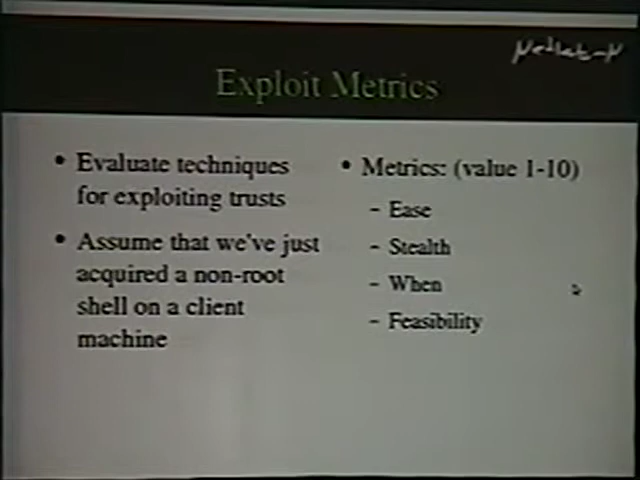 Exploit Metrics
• Evaluate techniques
for exploiting trusts
• Assume that we've just
acquired a non-root
shell on a client
machine
• Metrics: (value 1-10)
- Ease
- Stealth
- When
- Feasibility